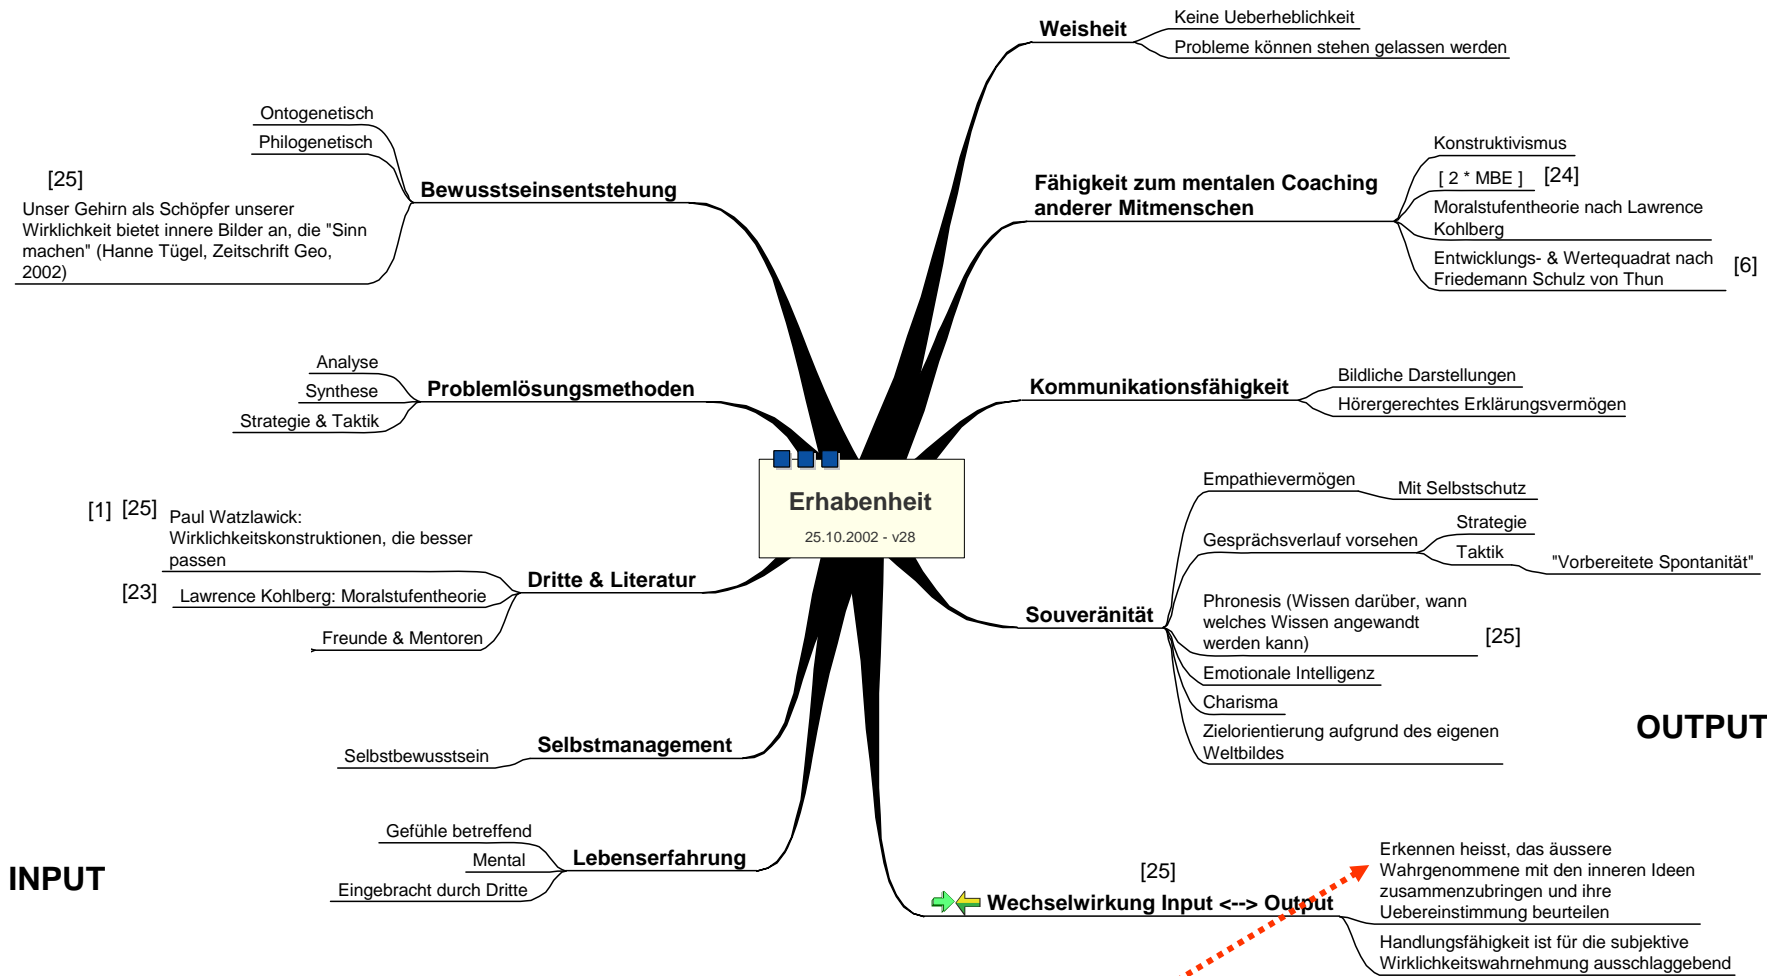 Weisheit
Keine Ueberheblichkeit
Probleme können stehen gelassen werden
Ontogenetisch
Philogenetisch
[25]
Unser Gehirn als Schöpfer unserer
Wirklichkeit bietet innere Bilder an, die "Sinn
machen" (Hanne Tügel, Zeitschrift Geo,
2002)
Bewusstseinsentstehung
Fähigkeit zum mentalen Coaching
anderer Mitmenschen
Konstruktivismus
[ 2 * MBE ] [24]
Moralstufentheorie nach Lawrence
Kohlberg
Entwicklungs- & Wertequadrat nach
Friedemann Schulz von Thun
[6]
Analyse
Synthese
Strategie & Taktik
Problemlösungsmethoden
Kommunikationsfähigkeit
Bildliche Darstellungen
Hörergerechtes Erklärungsvermögen
Erhabenheit
25.10.2002 - v28
[1] [25]
Paul Watzlawick:
Wirklichkeitskonstruktionen, die besser
passen
[23] Lawrence Kohlberg: Moralstufentheorie
Freunde & Mentoren
Dritte & Literatur
Souveränität
Empathievermögen
Mit Selbstschutz
Gesprächsverlauf vorsehen
Strategie
Taktik
"Vorbereitete Spontanität"
Phronesis (Wissen darüber, wann
welches Wissen angewandt
werden kann)
[25]
Emotionale Intelligenz
Charisma
Zielorientierung aufgrund des eigenen
Weltbildes
OUTPUT
Selbstbewusstsein
Selbstmanagement
Gefühle betreffend
Mental
Eingebracht durch Dritte
Lebenserfahrung
INPUT
[25]
Wechselwirkung Input <--> Output
Erkennen heisst, das äussere
Wahrgenommene mit den inneren Ideen
zusammenzubringen und ihre
Uebereinstimmung beurteilen
Handlungsfähigkeit ist für die subjektive
Wirklichkeitswahrnehmung ausschlaggebend